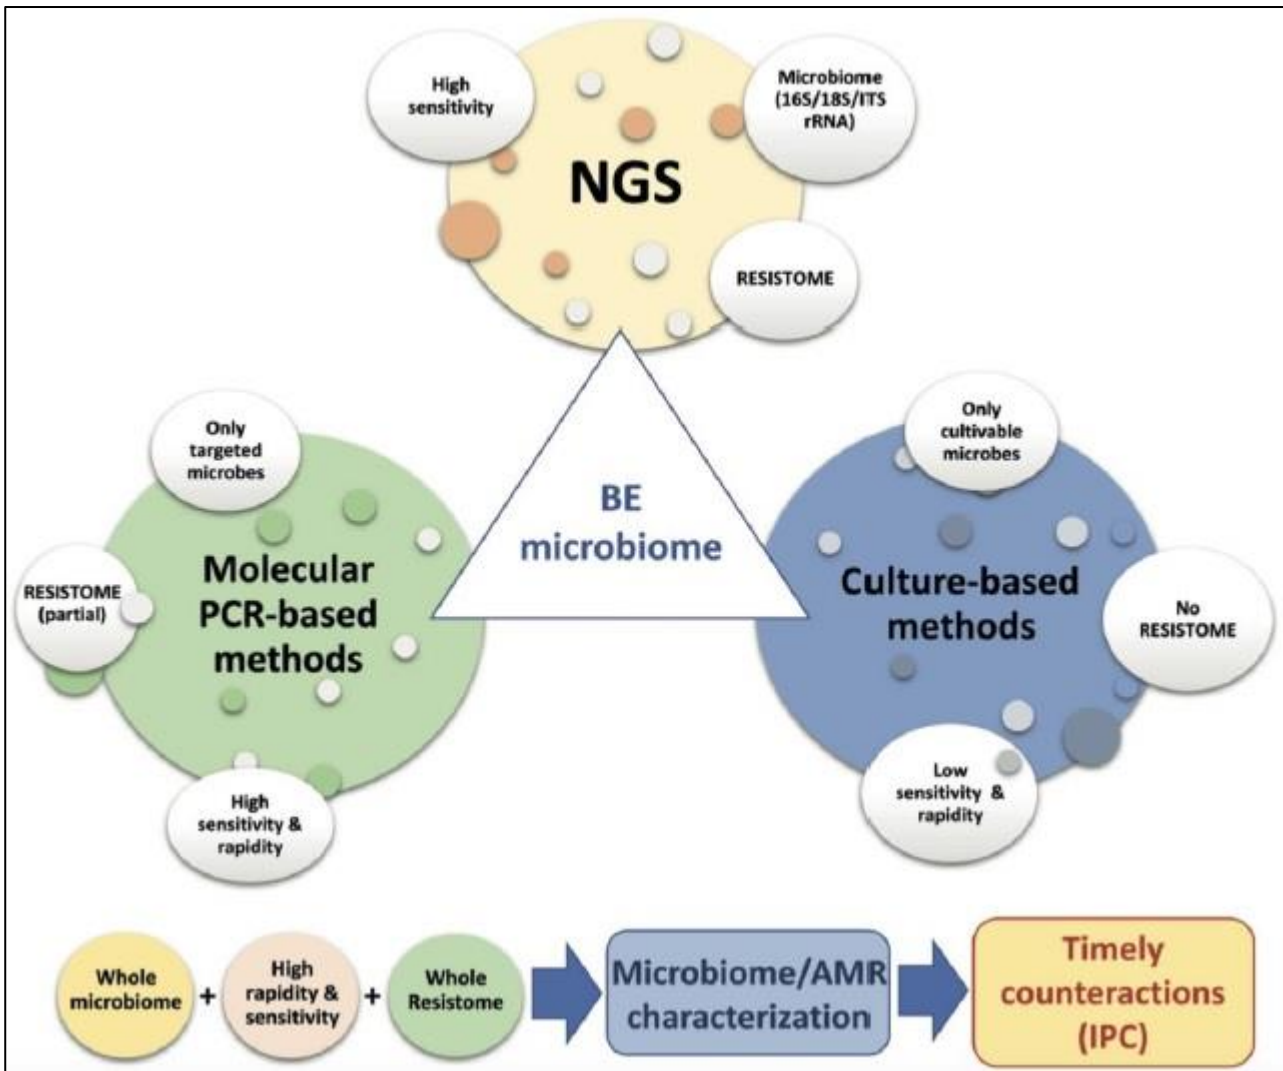 High
sensitivity
Microbiome
(16S/18S/ITS
rRNA)
NGS
RESISTOME
Only
targeted
microbes
Only
cultivable
microbes
BE
microbiome
Molecular
PCR-based
methods
RESISTOME
(partial)
Culture-based
methods
No
RESISTOME
High
sensitivity &
rapidity
Low
sensitivity &
rapidity
Whole
microbiome
+
High
rapidity &
sensitivity
+
Whole
Resistome
Microbiome/AMR
characterization
Timely
counteractions
(IPC)